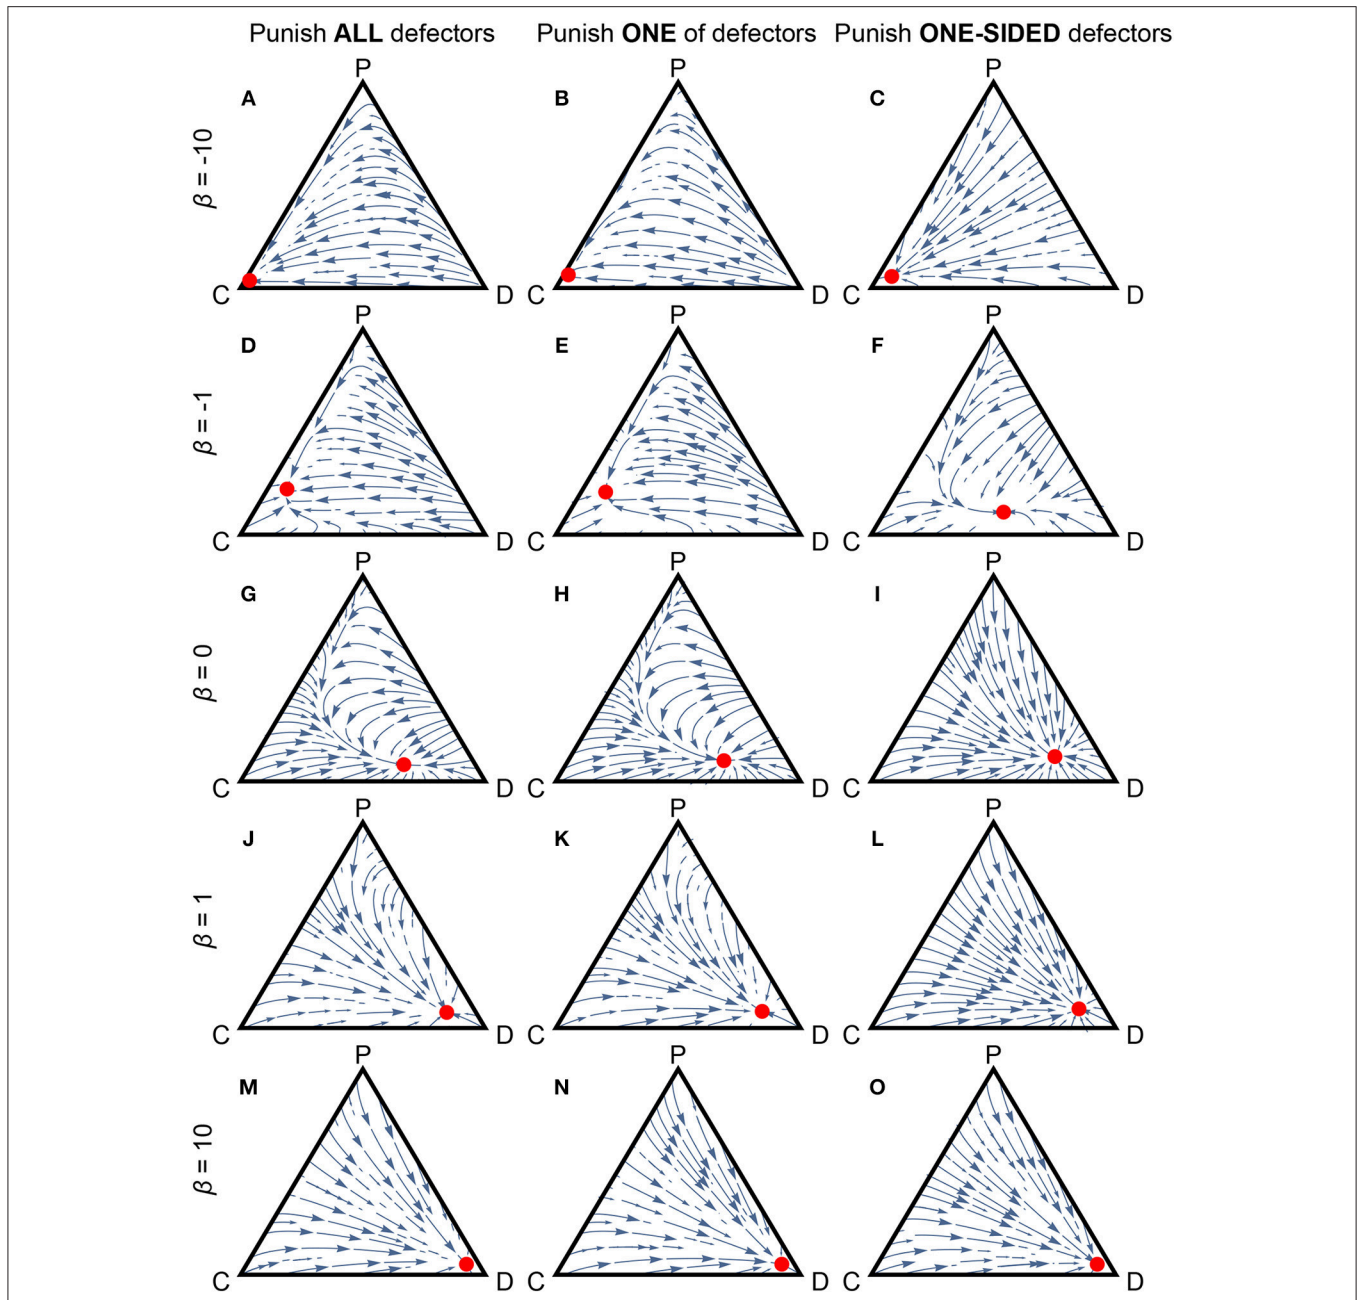 Punish ALL defectors Punish ONE of defectors Punish ONE-SIDED defectors
P P P
A B C
β = -10
C D C D C D
P P P
D E F
β = -1
C D C D C D
P P P
G H I
β = 0
C D C D C D
P P P
J K L
β = 1
C D C D C D
P P P
M N O
β = 10
C D C D C D